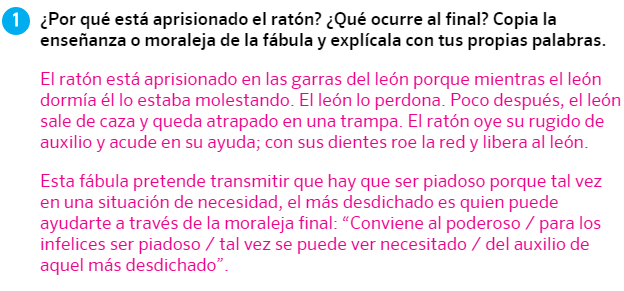 1 ¿Por qué está aprisionado el ratón? ¿Qué ocurre al final? Copia la
enseñanza o moraleja de la fábula y explícala con tus propias palabras.
El ratón está aprisionado en las garras del león porque mientras el león
dormía él lo estaba molestando. El león lo perdona. Poco después, el león
sale de caza y queda atrapado en una trampa. El ratón oye su rugido de
auxilio y acude en su ayuda; con sus dientes roe la red y libera al león.
Esta fábula pretende transmitir que hay que ser piadoso porque tal vez
en una situación de necesidad, el más desdichado es quien puede
ayudarte a través de la moraleja final: “Conviene al poderoso / para los
infelices ser piadoso / tal vez se puede ver necesitado / del auxilio de
aquel más desdichado”.